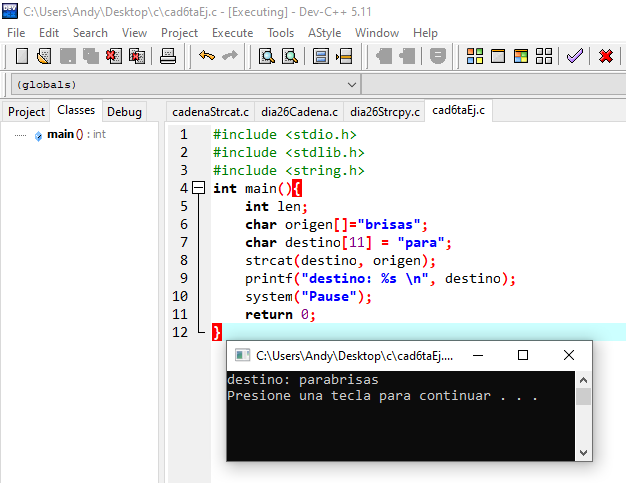 C:\Users\Andy\Desktop\c\cad6taEj.c - [Executing] - Dev-C++ 5.11
File Edit Search View Project Execute Tools AStyle Window Help
(globals)
Project Classes Debug
main () : int
cadenaStrcat.c dia26Cadena.c dia26Strcpy.c cad6taEj.c
1 #include <stdio.h>
2 #include <stdlib.h>
3 #include <string.h>
4 int main(){
5 int len;
6 char origen[]="brisas";
7 char destino[11] = "para";
8 strcat(destino, origen);
9 printf("destino: %s \n", destino);
10 system("Pause");
11 return 0;
12 }
C:\Users\Andy\Desktop\c\cad6taEj....
destino: parabrisas
Presione una tecla para continuar . . .